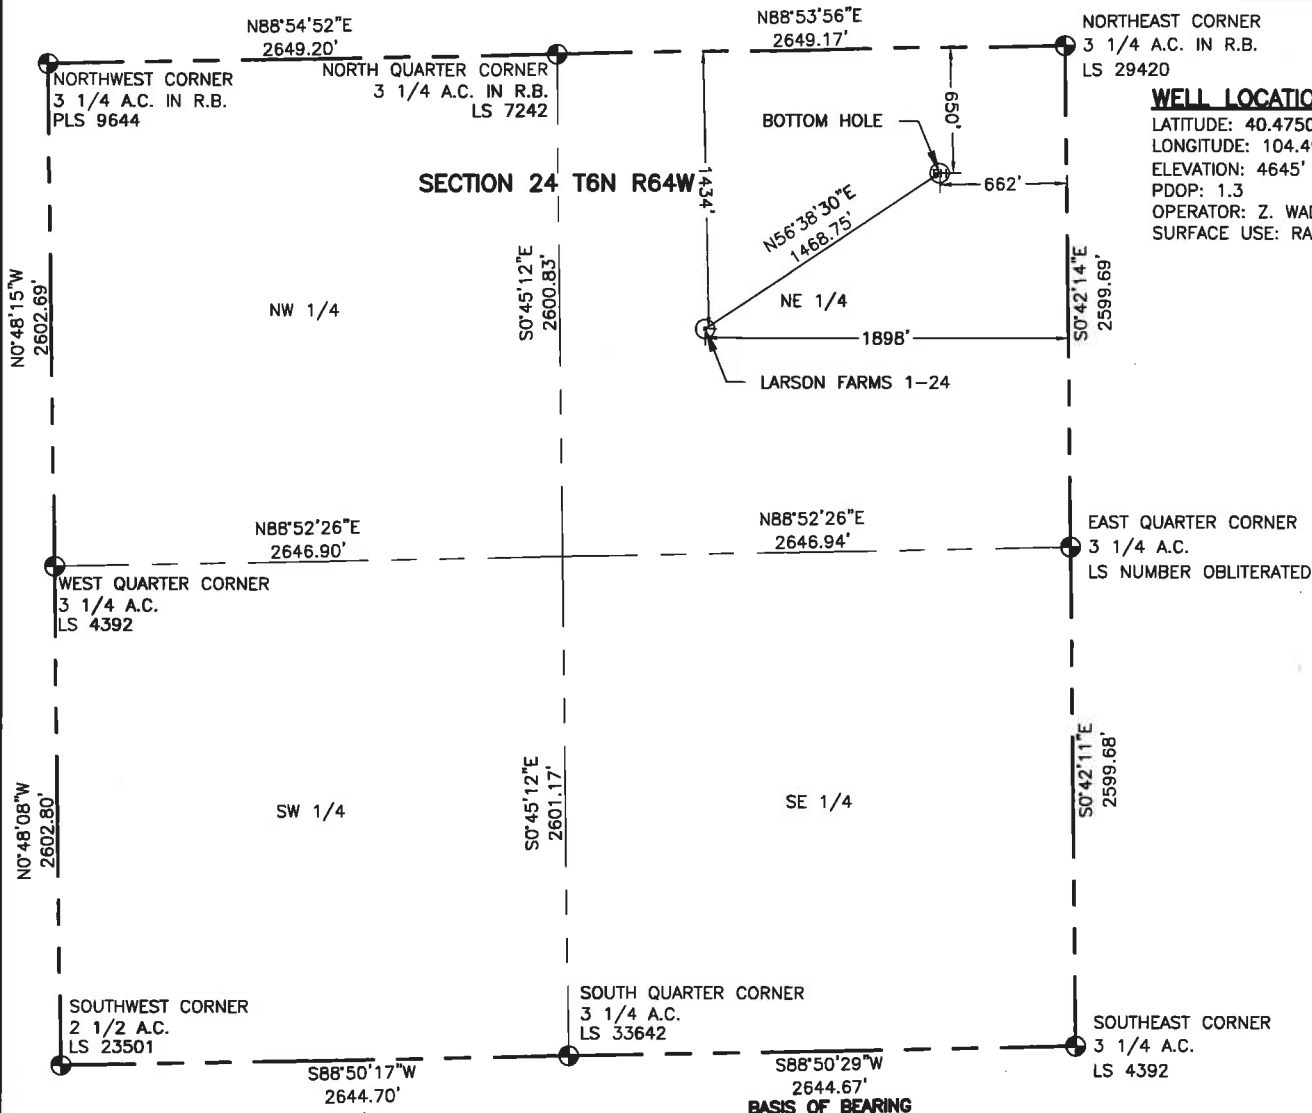 N88°54'52"E
2649.20'
N88°53'56"E
2649.17'
NORTHEAST CORNER
3 1/4 A.C. IN R.B.
LS 29420
NORTHWEST CORNER
3 1/4 A.C. IN R.B.
PLS 9644
NORTH QUARTER CORNER
3 1/4 A.C. IN R.B.
LS 7242
WELL LOCATIO
LATITUDE: 40.4750
LONGITUDE: 104.4
ELEVATION: 4645'
PDOP: 1.3
OPERATOR: Z. WA
SURFACE USE: RA
650'
BOTTOM HOLE
662'
SECTION 24 T6N R64W
1434'
N56°38'30"E
1468.75'
N0°48'15"W
2602.69'
NW 1/4
S0°45'12"E
2600.83'
NE 1/4
S0°42'14"E
2599.69'
1898'
LARSON FARMS 1-24
N88°52'26"E
2646.90'
N88°52'26"E
2646.94'
EAST QUARTER CORNER
3 1/4 A.C.
LS NUMBER OBLITERATED
WEST QUARTER CORNER
3 1/4 A.C.
LS 4392
N0°48'08"W
2602.80'
SW 1/4
S0°45'12"E
2601.17'
SE 1/4
S0°42'11"E
2599.68'
SOUTHWEST CORNER
2 1/2 A.C.
LS 23501
SOUTH QUARTER CORNER
3 1/4 A.C.
LS 33642
SOUTHEAST CORNER
3 1/4 A.C.
LS 4392
S88°50'17"W
2644.70'
S88°50'29"W
2644.67'
BASIS OF BEARING